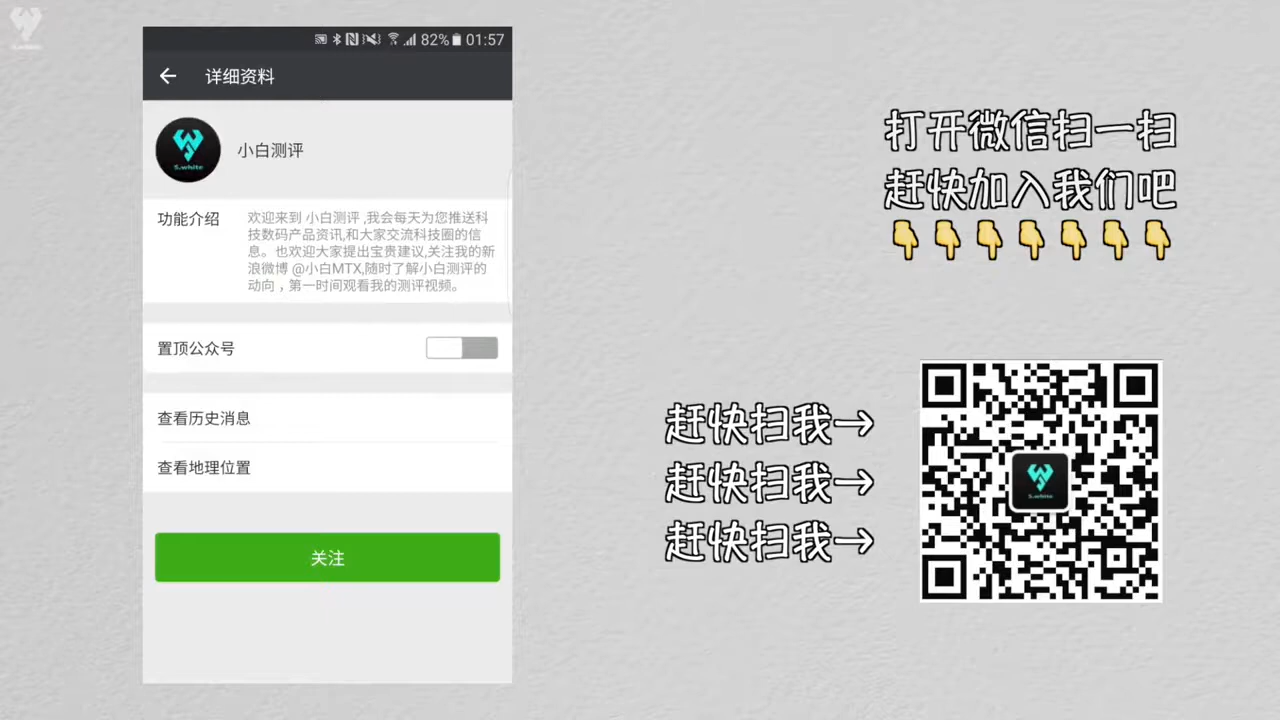 82% 01:57
详细资料
S.white
小白测评
功能介绍
欢迎来到 小白测评 ,我会每天为您推送科
技数码产品资讯,和大家交流科技圈的信
息。也欢迎大家提出宝贵建议,关注我的新
浪微博 @小白MTX,随时了解小白测评的
动向，第一时间观看我的测评视频。
置顶公众号
查看历史消息
查看地理位置
关注
打开微信扫一扫
赶快加入我们吧
👇👇👇👇👇👇👇
赶快扫我→
赶快扫我→
赶快扫我→
S.white